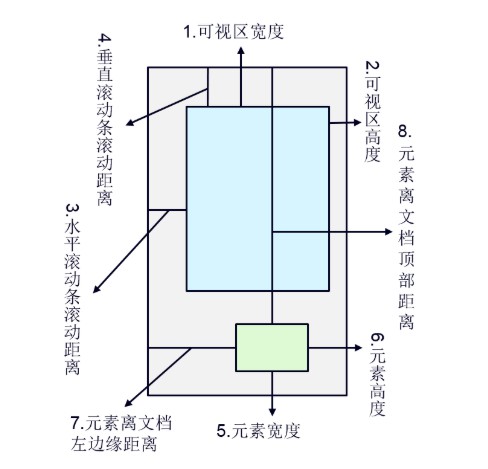 1.可视区宽度
2.可视区高度
3.水平滚动条滚动距离
4.垂直滚动条滚动距离
5.元素宽度
6.元素高度
7.元素离文档
左边缘距离
8.元素离文档顶部距离